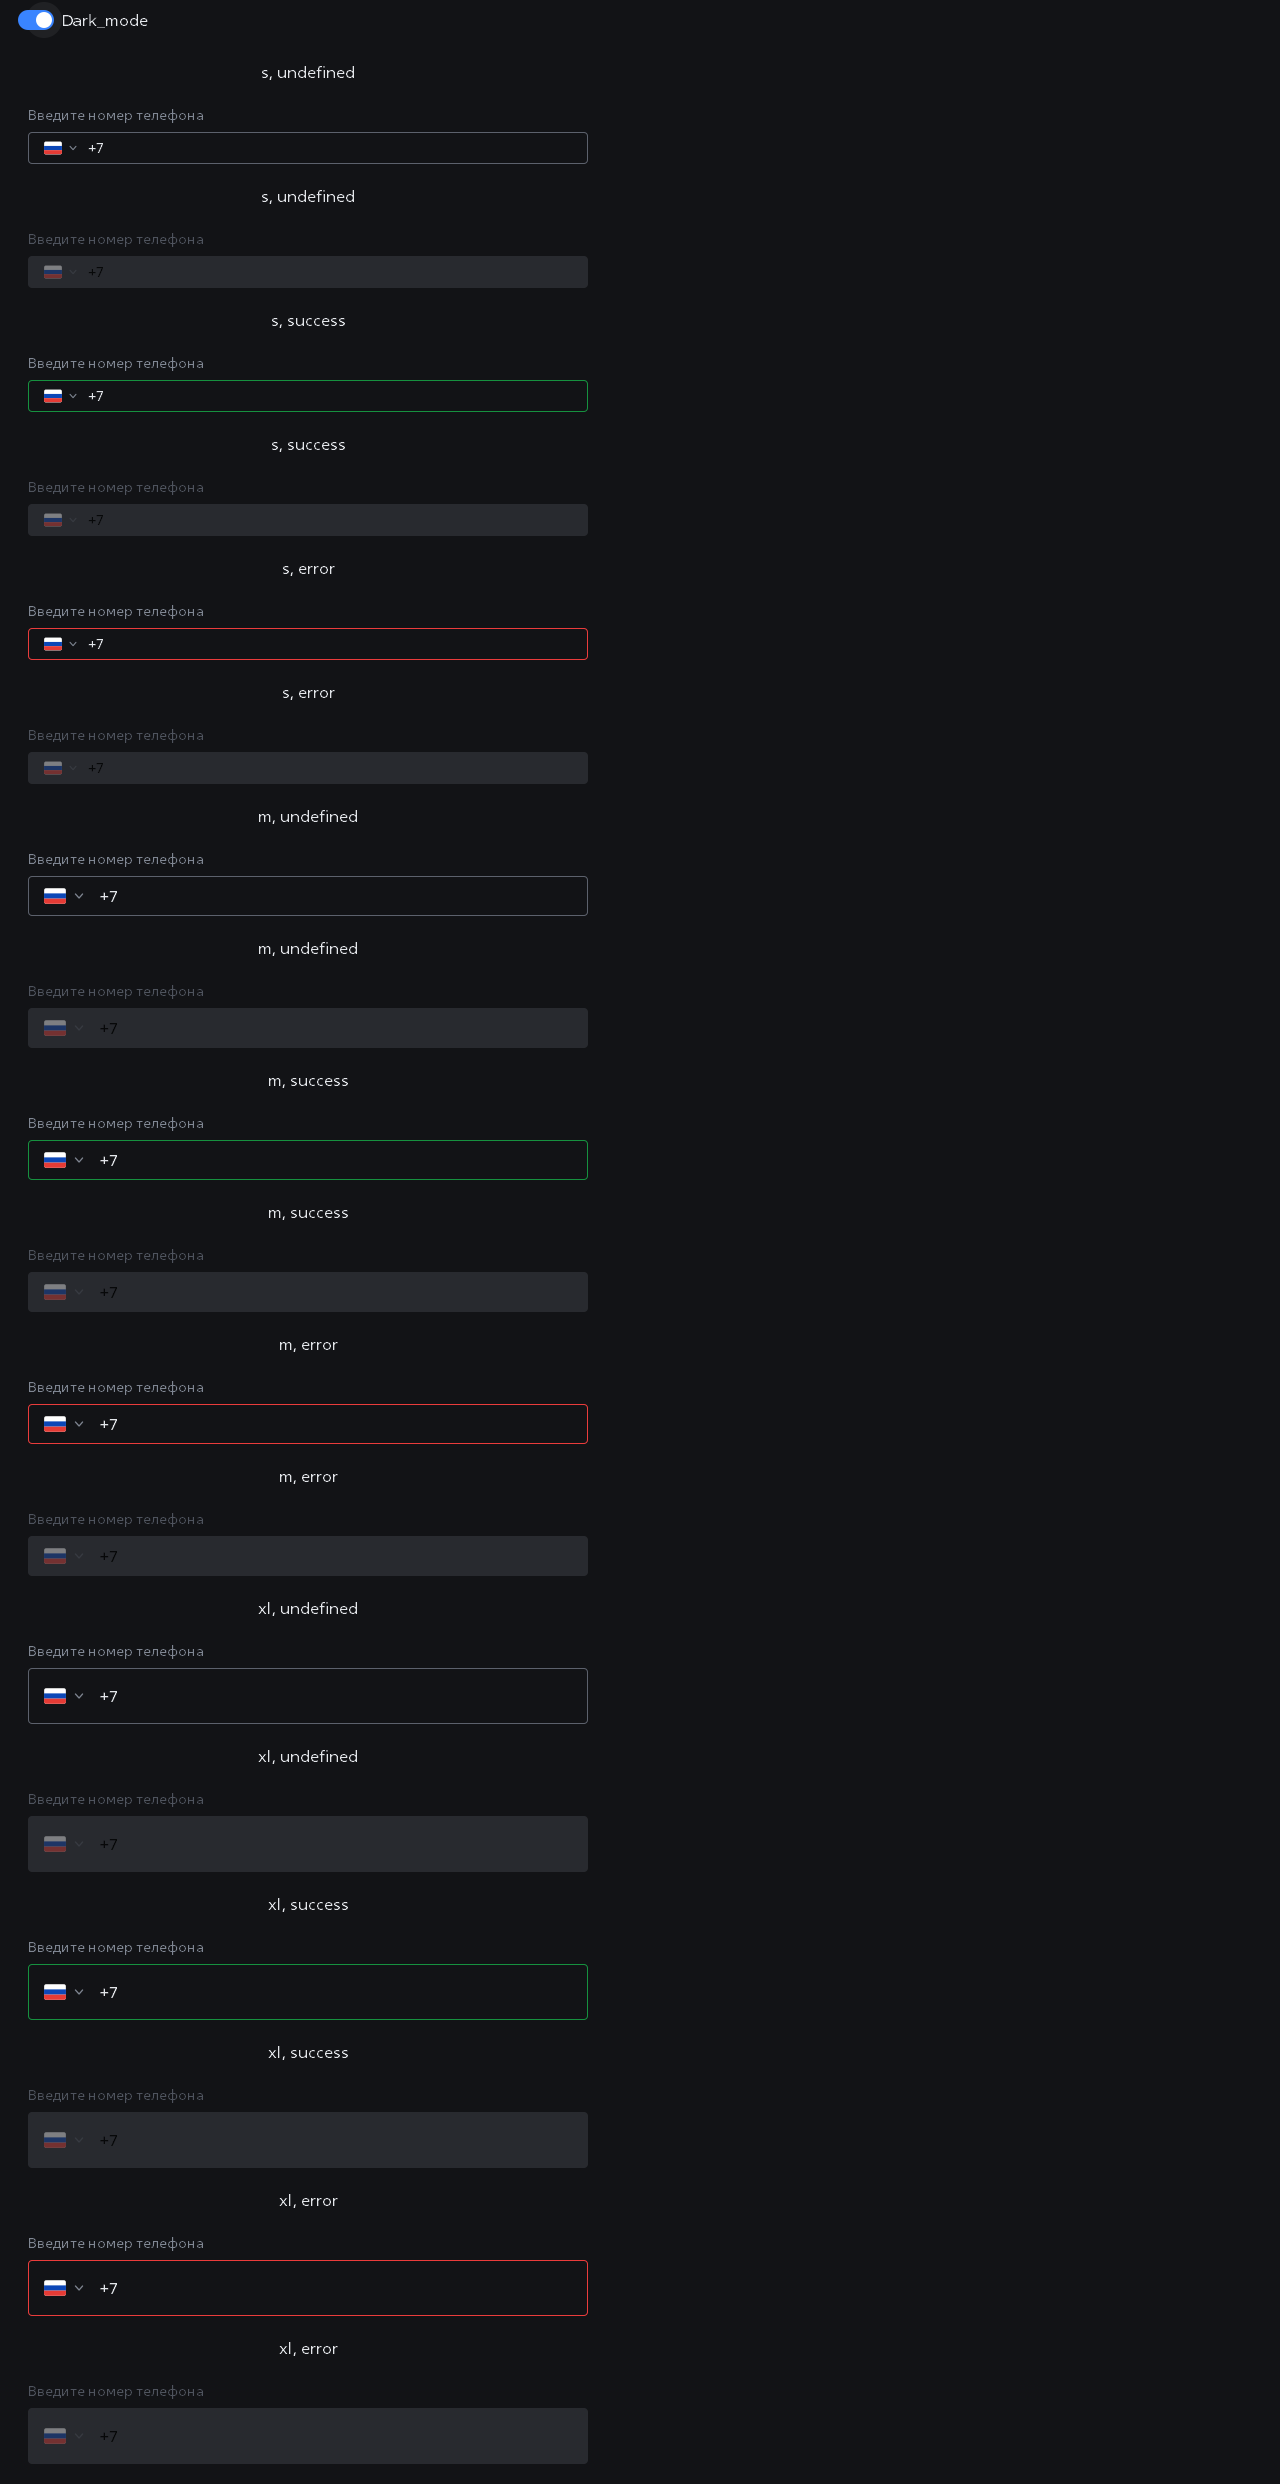 Dark_mode
s, undefined
Введите номер телефона
+7
s, undefined
Введите номер телефона
+7
s, success
Введите номер телефона
+7
s, success
Введите номер телефона
+7
s, error
Введите номер телефона
+7
s, error
Введите номер телефона
+7
m, undefined
Введите номер телефона
+7
m, undefined
Введите номер телефона
+7
m, success
Введите номер телефона
+7
m, success
Введите номер телефона
+7
m, error
Введите номер телефона
+7
m, error
Введите номер телефона
+7
xl, undefined
Введите номер телефона
+7
xl, undefined
Введите номер телефона
+7
xl, success
Введите номер телефона
+7
xl, success
Введите номер телефона
+7
xl, error
Введите номер телефона
+7
xl, error
Введите номер телефона
+7